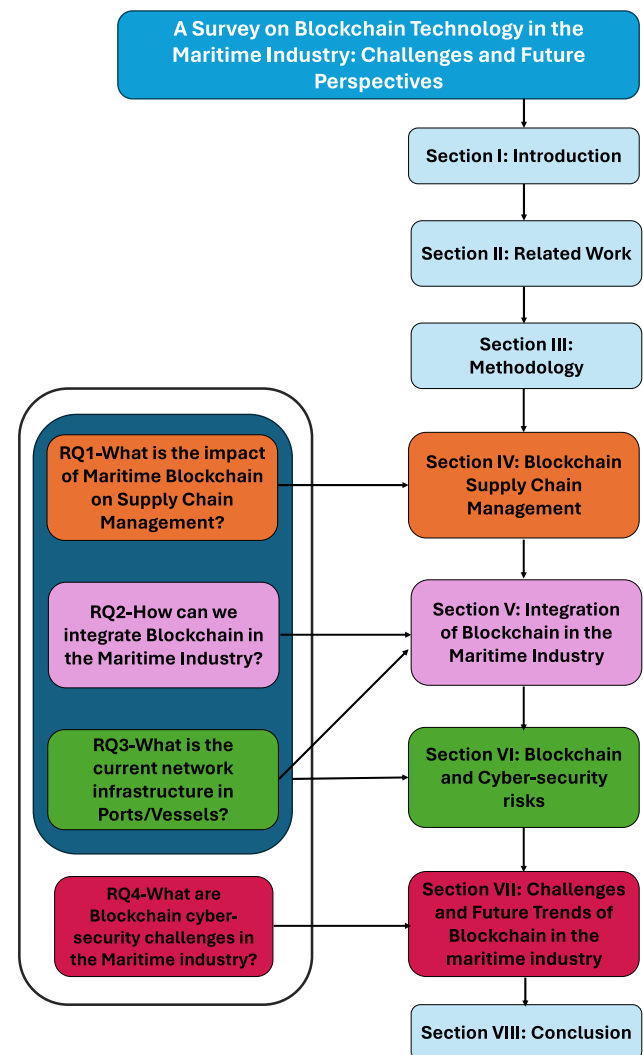 A Survey on Blockchain Technology in the
Maritime Industry: Challenges and Future
Perspectives
Section I: Introduction
Section II: Related Work
Section III:
Methodology
RQ1-What is the impact
of Maritime Blockchain
on Supply Chain
Management?
Section IV: Blockchain
Supply Chain
Management
RQ2-How can we
integrate Blockchain in
the Maritime Industry?
Section V: Integration
of Blockchain in the
Maritime Industry
RQ3-What is the
current network
infrastructure in
Ports/Vessels?
Section VI: Blockchain
and Cyber-security
risks
RQ4-What are
Blockchain cyber-
security challenges in
the Maritime industry?
Section VII: Challenges
and Future Trends of
Blockchain in the
maritime industry
Section VIII: Conclusion